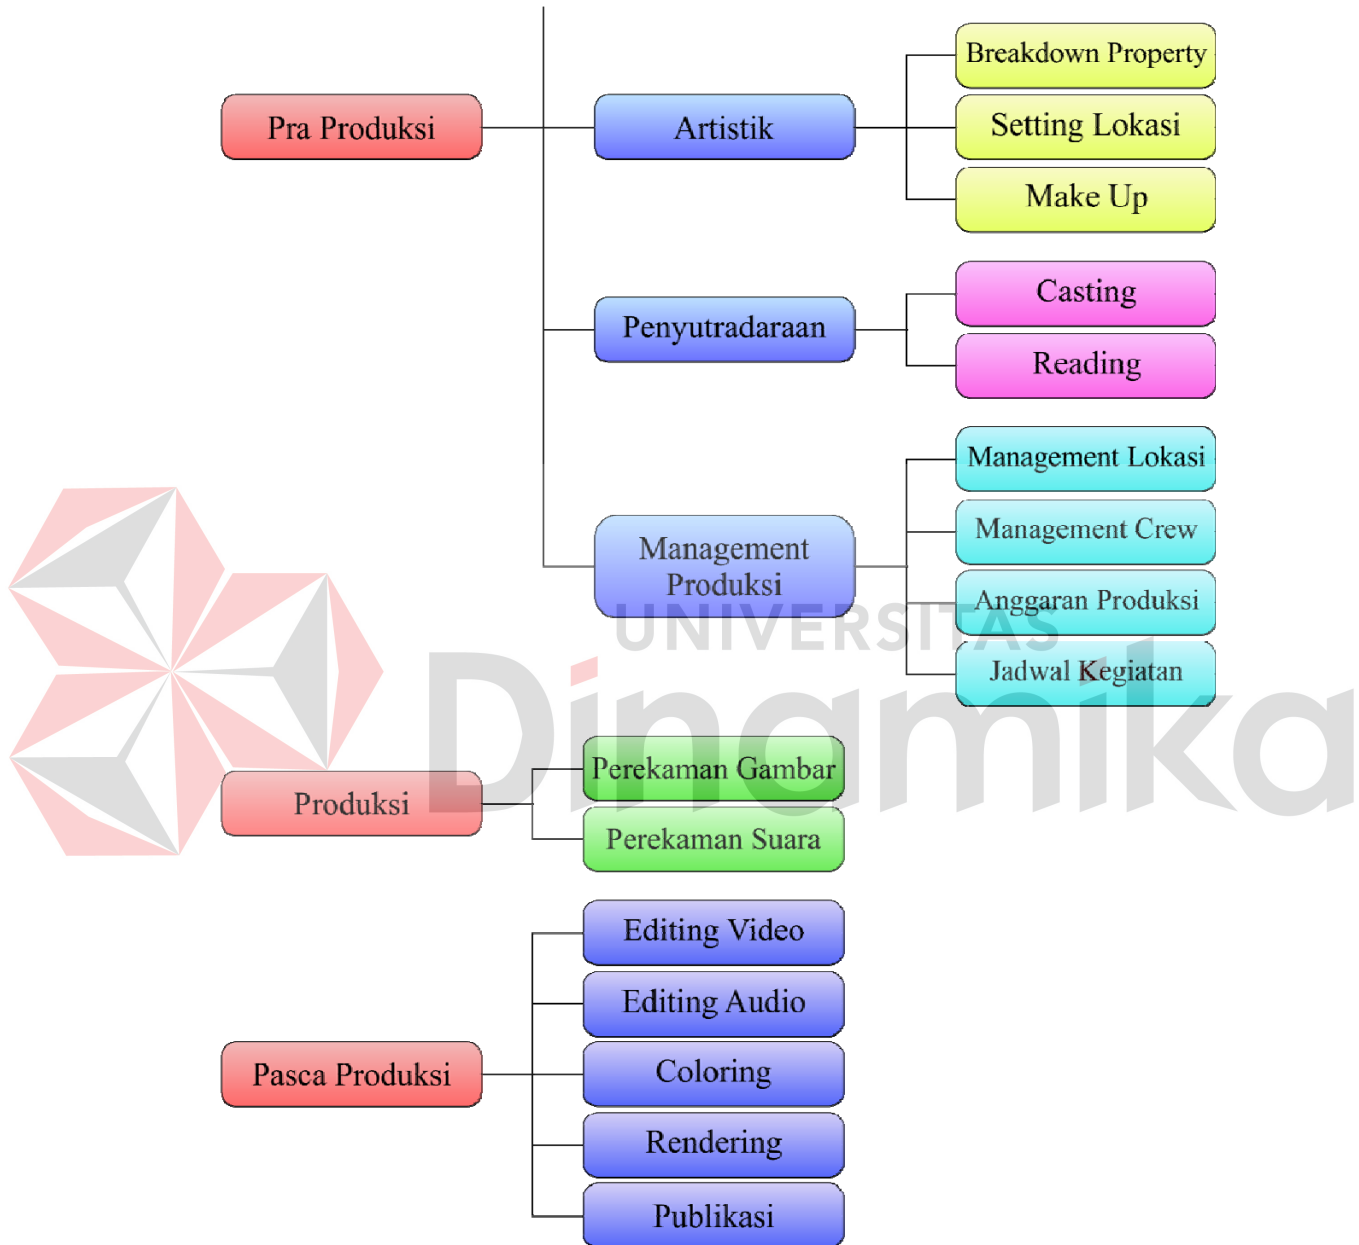 Pra Produksi
Artistik
Breakdown Property
Setting Lokasi
Make Up
Penyutradaraan
Casting
Reading
Management
Produksi
Management Lokasi
Management Crew
Anggaran Produksi
Jadwal Kegiatan
UNIVERSITAS
Dinamika
Produksi
Perekaman Gambar
Perekaman Suara
Pasca Produksi
Editing Video
Editing Audio
Coloring
Rendering
Publikasi